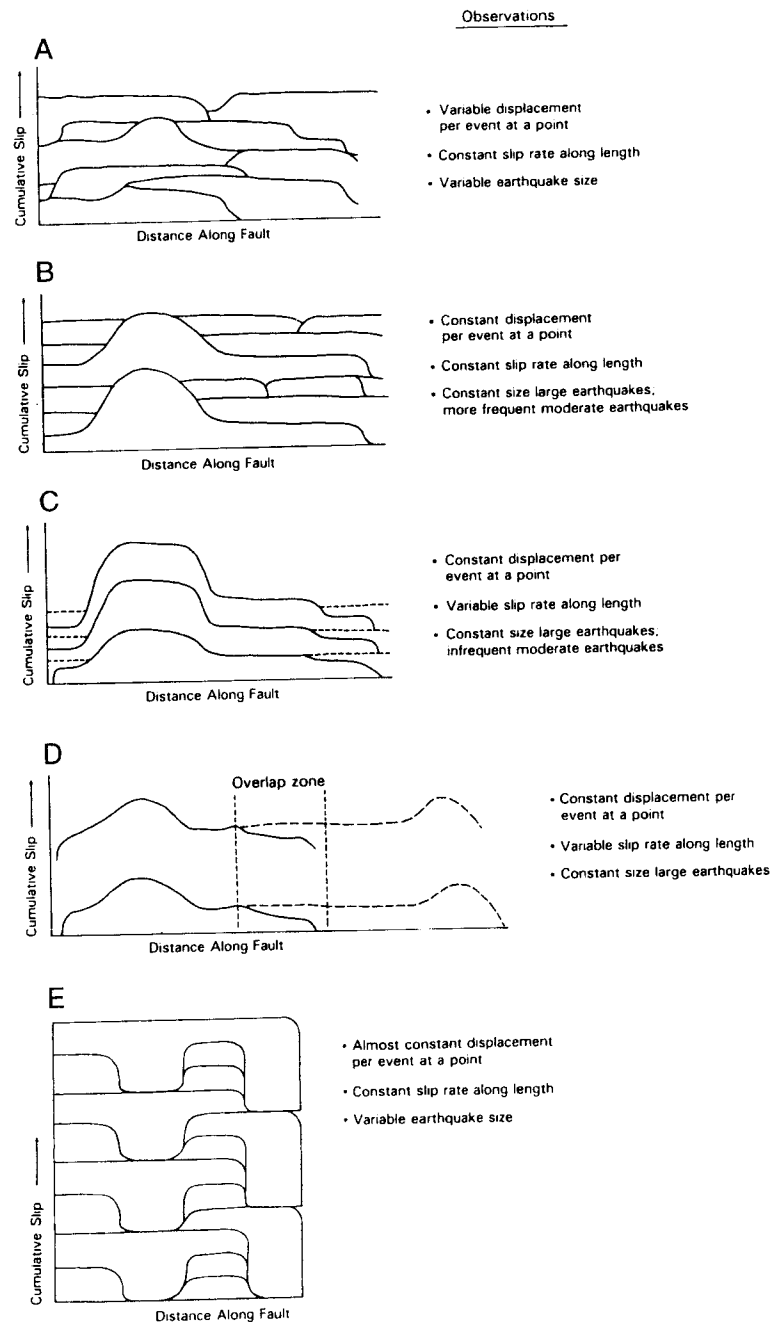 Observations
A
Cumulative Slip
Distance Along Fault
• Variable displacement
per event at a point
• Constant slip rate along length
• Variable earthquake size
B
Cumulative Slip
Distance Along Fault
• Constant displacement
per event at a point
• Constant slip rate along length
• Constant size large earthquakes;
more frequent moderate earthquakes
C
Cumulative Slip
Distance Along Fault
• Constant displacement per
event at a point
• Variable slip rate along length
• Constant size large earthquakes;
infrequent moderate earthquakes
D
Overlap zone
Cumulative Slip
Distance Along Fault
• Constant displacement per
event at a point
• Variable slip rate along length
• Constant size large earthquakes
E
Cumulative Slip
Distance Along Fault
• Almost constant displacement
per event at a point
• Constant slip rate along length
• Variable earthquake size